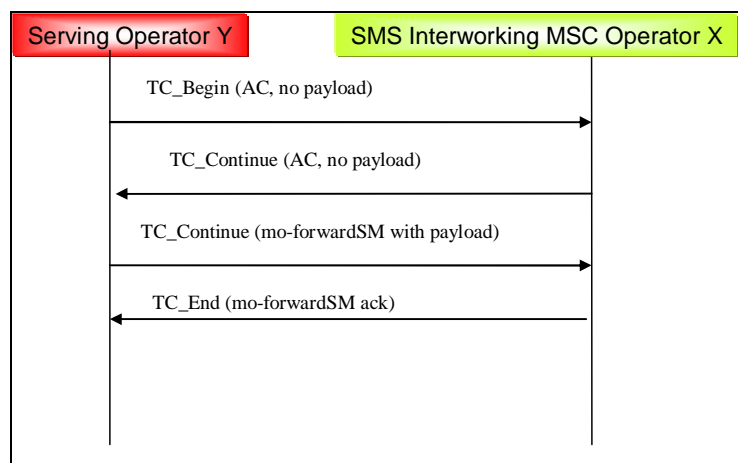 Serving Operator Y
SMS Interworking MSC Operator X
TC_Begin (AC, no payload)
TC_Continue (AC, no payload)
TC_Continue (mo-forwardSM with payload)
TC_End (mo-forwardSM ack)